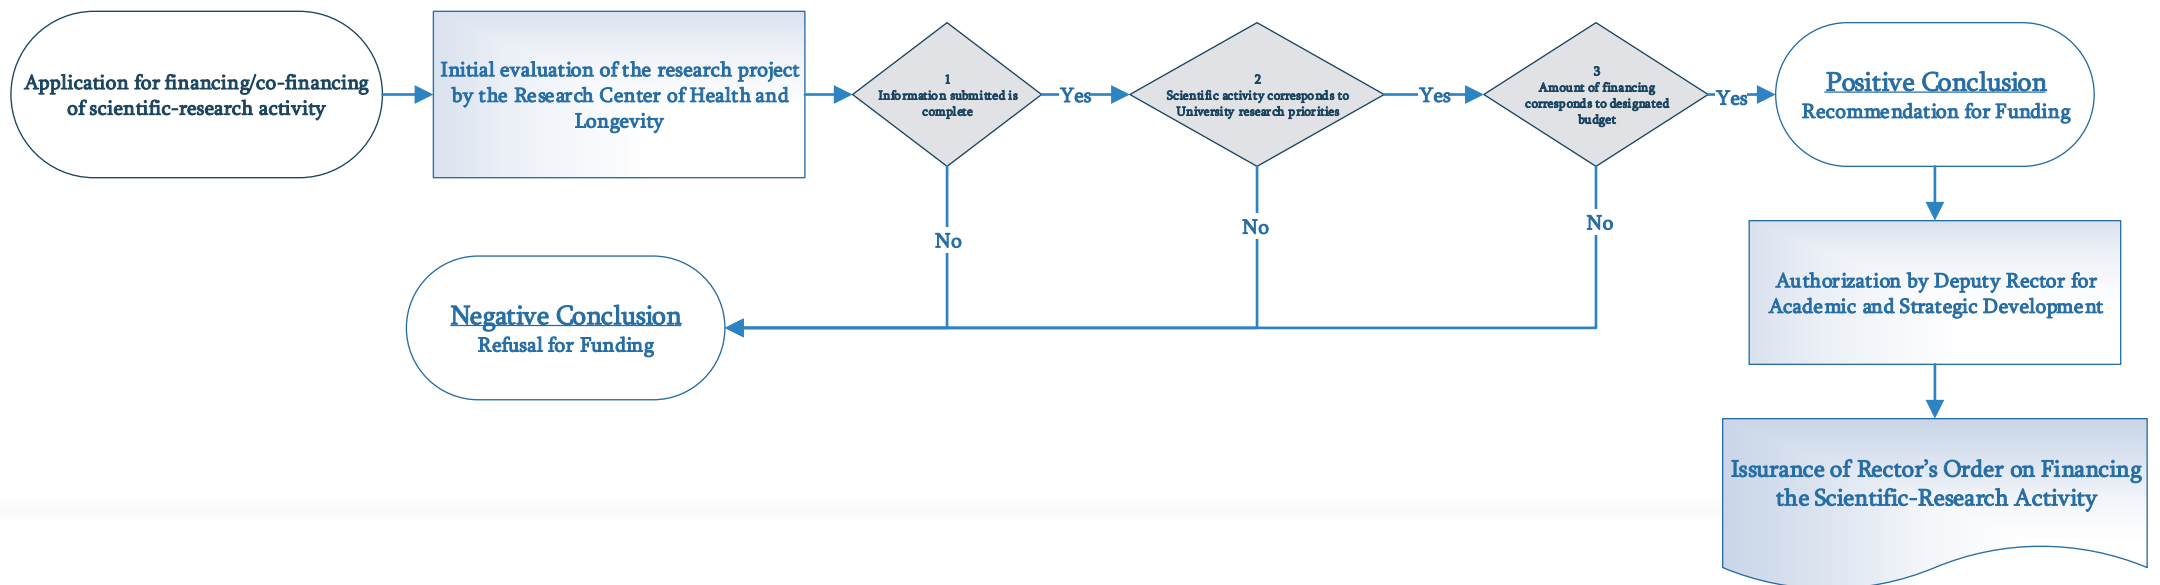 Application for financing/co-financing
of scientific-research activity
Initial evaluation of the research project
by the Research Center of Health and
Longevity
1
Information submitted is
complete
Yes
2
Scientific activity corresponds to
University research priorities
Yes
3
Amount of financing
corresponds to designated
budget
Yes
Positive Conclusion
Recommendation for Funding
No
No
No
Negative Conclusion
Refusal for Funding
Authorization by Deputy Rector for
Academic and Strategic Development
Issurance of Rector’s Order on Financing
the Scientific-Research Activity